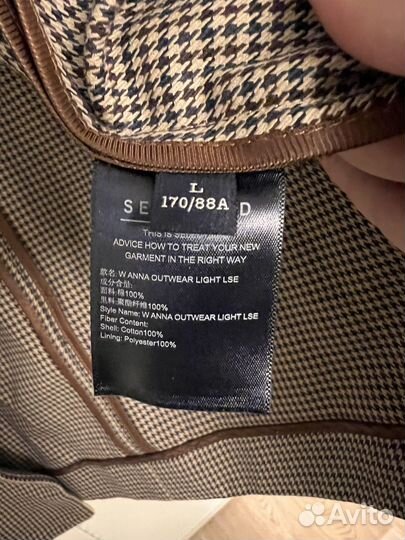 L
170/88A
SE D
THIS IS SE
ADVICE HOW TO TREAT YOUR NEW
GARMENT IN THE RIGHT WAY
款名: W ANNA OUTWEAR LIGHT LSE
成分含量:
面料: 棉100%
里料: 聚酯纤维100%
Style Name: W ANNA OUTWEAR LIGHT LSE
Fiber Content:
Shell: Cotton100%
Lining: Polyester100%
Avito